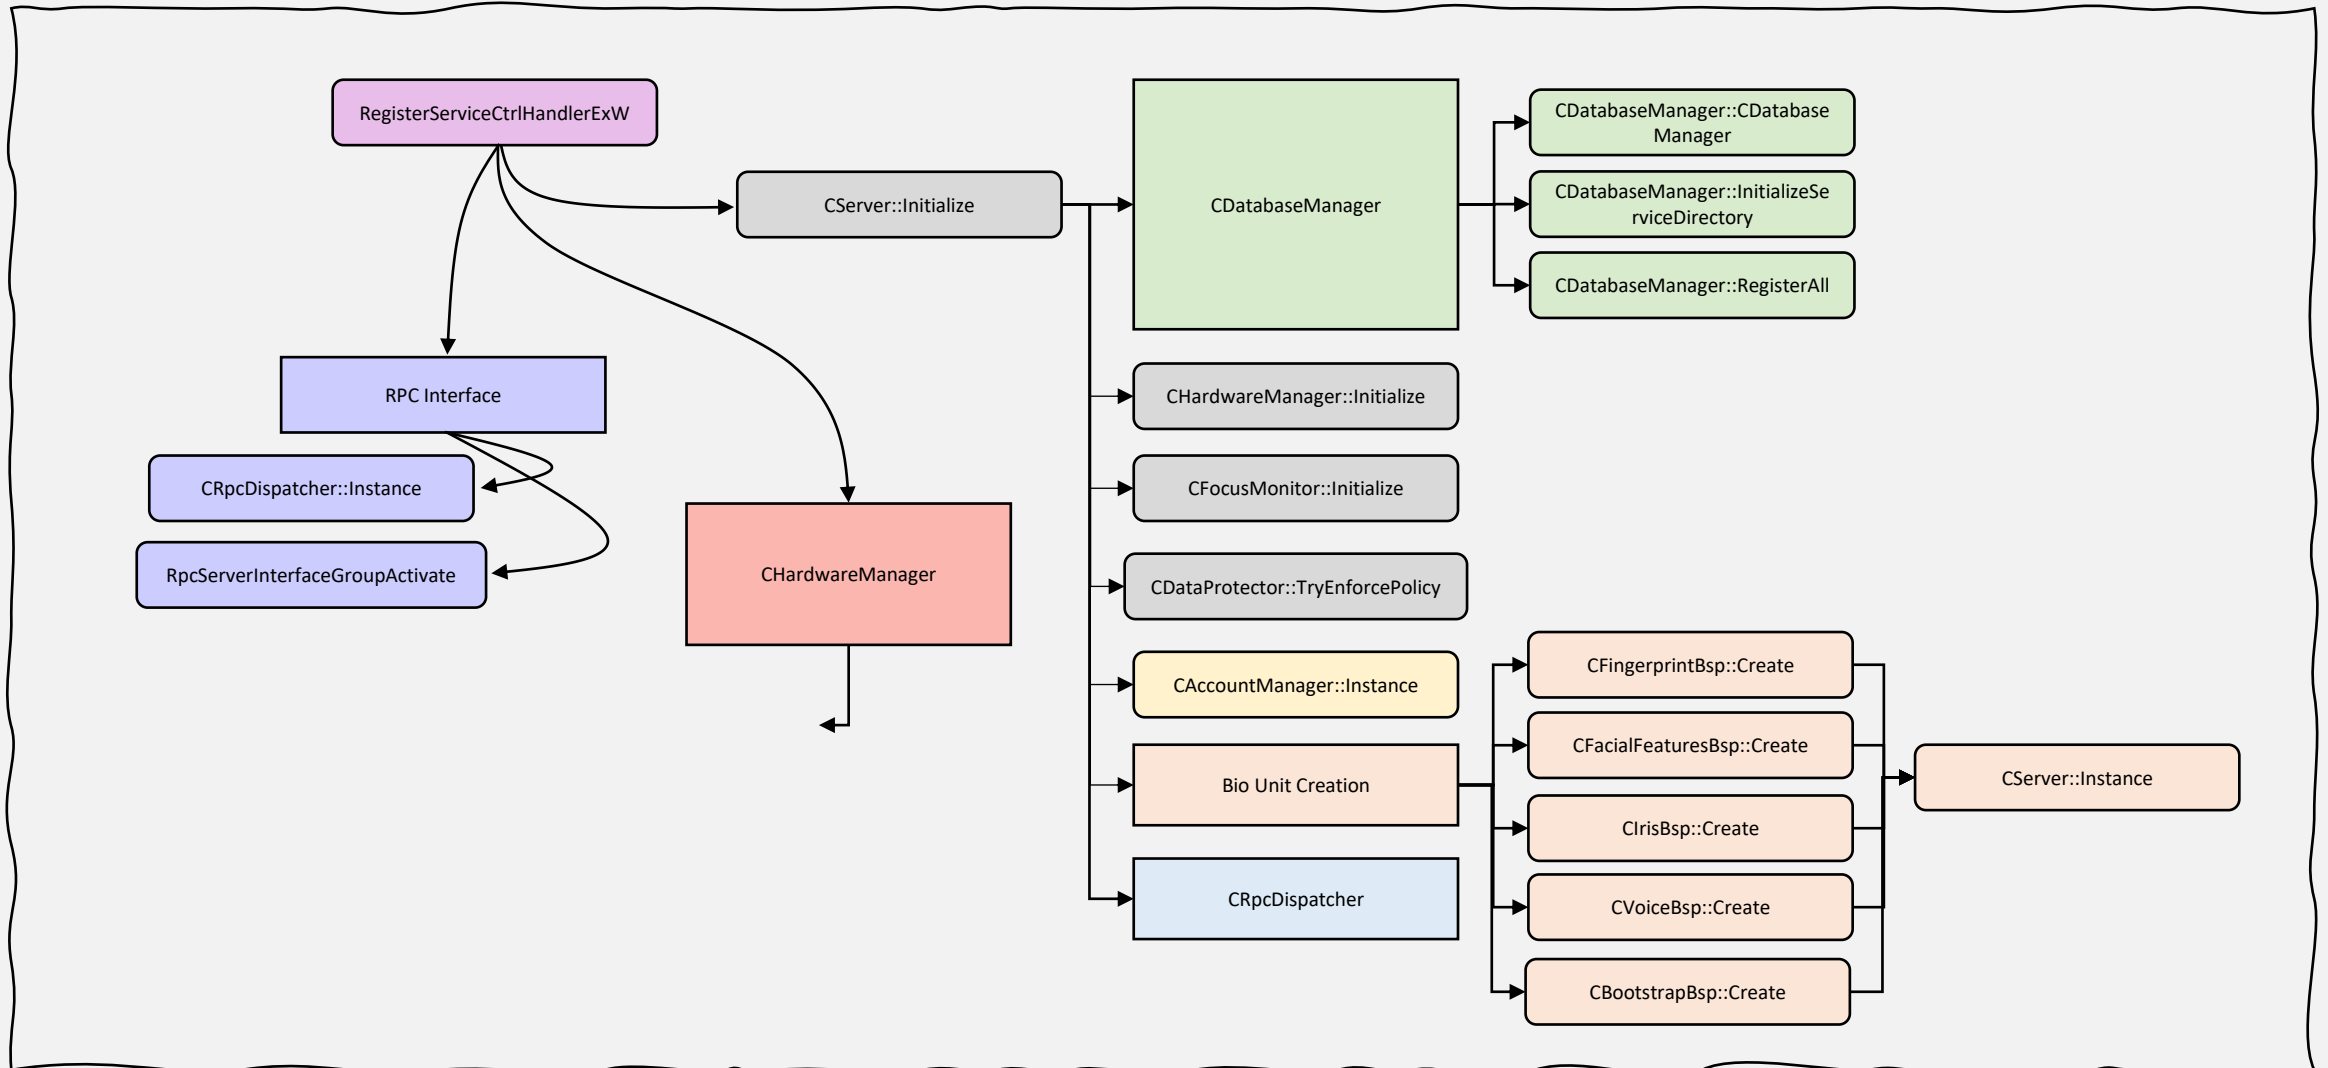 RegisterServiceCtrlHandlerExW
CServer::Initialize
CDatabaseManager
CDatabaseManager::CDatabase
Manager
CDatabaseManager::InitializeSe
rviceDirectory
CDatabaseManager::RegisterAll
RPC Interface
CRpcDispatcher::Instance
RpcServerInterfaceGroupActivate
CHardwareManager
CHardwareManager::Initialize
CFocusMonitor::Initialize
CDataProtector::TryEnforcePolicy
CAccountManager::Instance
Bio Unit Creation
CRpcDispatcher
CFingerprintBsp::Create
CFacialFeaturesBsp::Create
CIrisBsp::Create
CVoiceBsp::Create
CBootstrapBsp::Create
CServer::Instance